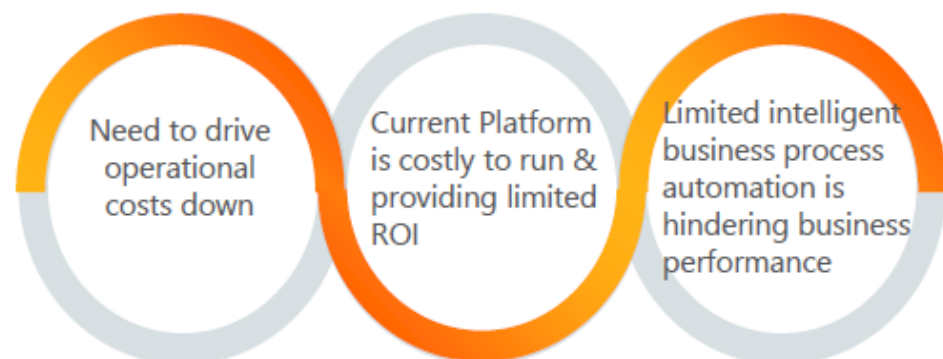 Need to drive
operational
costs down
Current Platform
is costly to run &
providing limited
ROI
Limited intelligent
business process
automation is
hindering business
performance